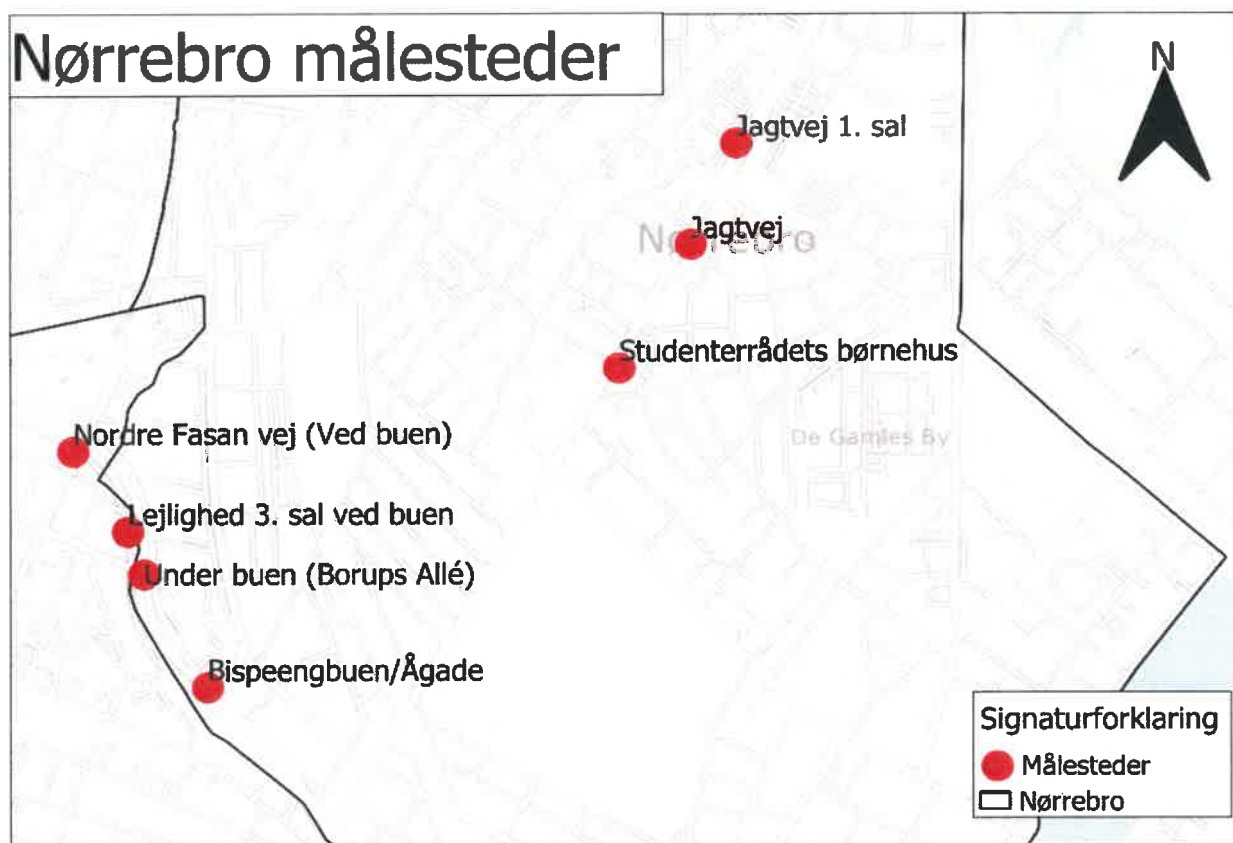 Nørrebro målesteder
N
Jagtvej 1. sal
Jagtvej
Nørrebro
Studenterrådets børnehus
De Gamles By
Nordre Fasan vej (Ved buen)
Lejlighed 3. sal ved buen
Under buen (Borups Allé)
Bispeengbuen/Ågade
Signaturforklaring
Målesteder
Nørrebro